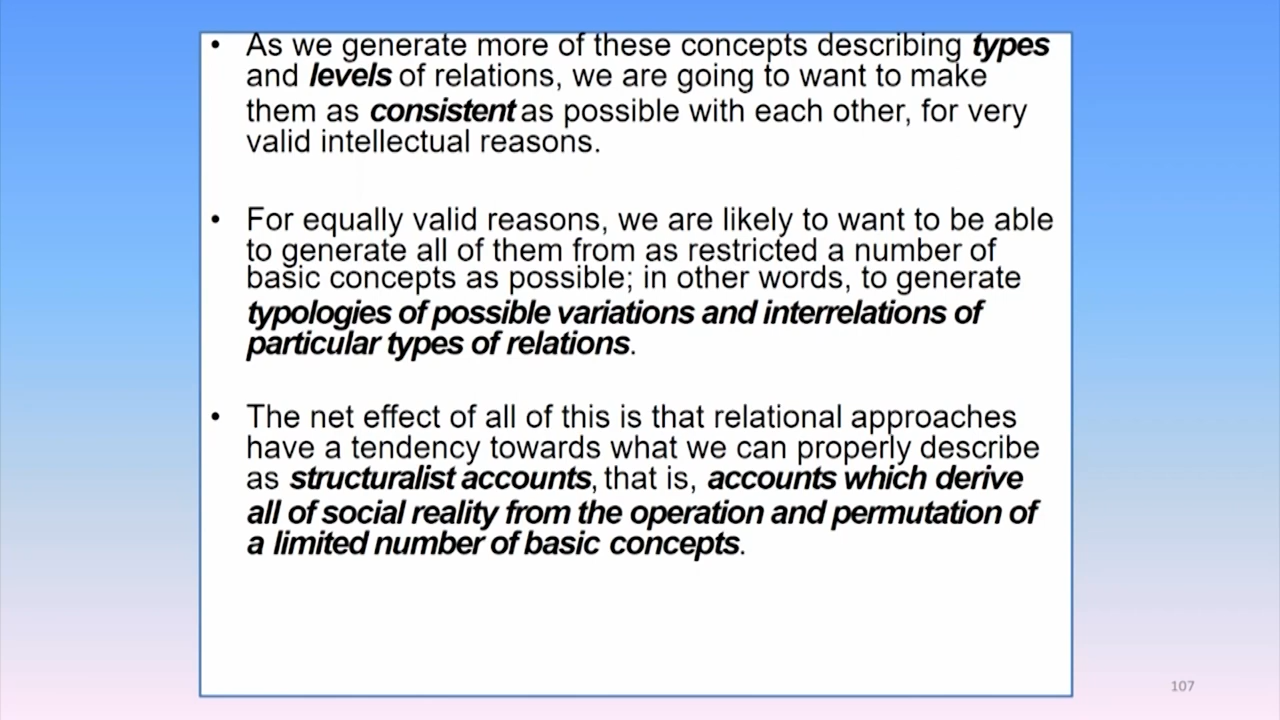 • As we generate more of these concepts describing types
and levels of relations, we are going to want to make
them as consistent as possible with each other, for very
valid intellectual reasons.
• For equally valid reasons, we are likely to want to be able
to generate all of them from as restricted a number of
basic concepts as possible; in other words, to generate
typologies of possible variations and interrelations of
particular types of relations.
• The net effect of all of this is that relational approaches
have a tendency towards what we can properly describe
as structuralist accounts, that is, accounts which derive
all of social reality from the operation and permutation of
a limited number of basic concepts.
107